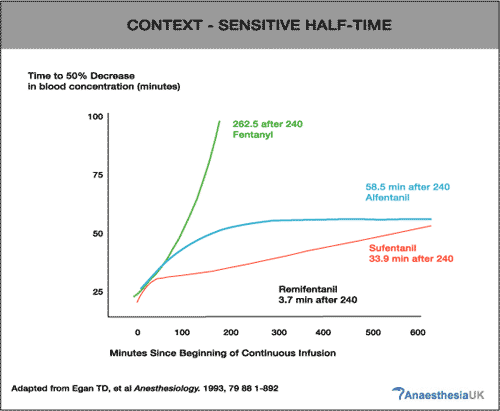 CONTEXT - SENSITIVE HALF-TIME
Time to 50% Decrease
in blood concentration (minutes)
100
75
50
25
262.5 after 240
Fentanyl
58.5 min after 240
Alfentanil
Sufentanil
33.9 min after 240
Remifentanil
3.7 min after 240
0 100 200 300 400 500 600
Minutes Since Beginning of Continuous Infusion
Adapted from Egan TD, et al Anesthesiology. 1993, 79 88 1-892
AnaesthesiaUK